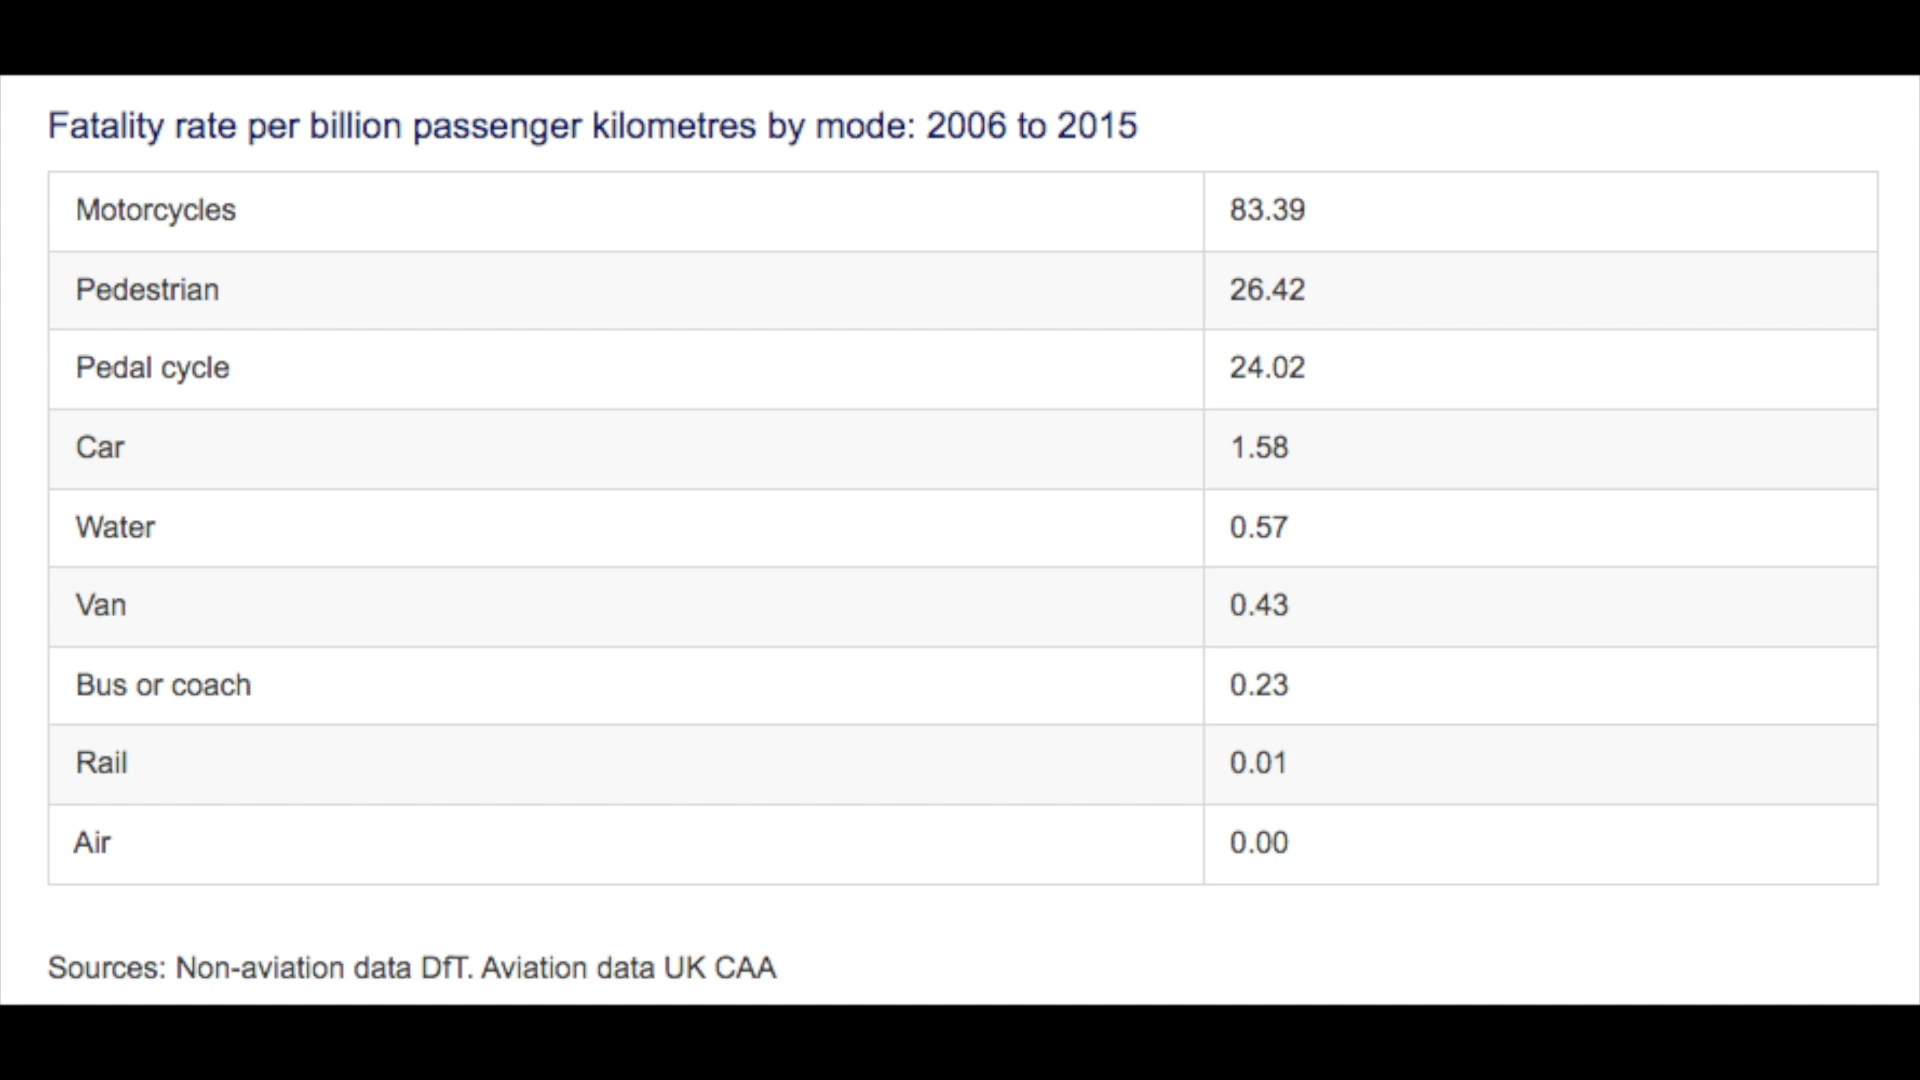 Fatality rate per billion passenger kilometres by mode: 2006 to 2015
Motorcycles 83.39
Pedestrian 26.42
Pedal cycle 24.02
Car 1.58
Water 0.57
Van 0.43
Bus or coach 0.23
Rail 0.01
Air 0.00
Sources: Non-aviation data DfT. Aviation data UK CAA